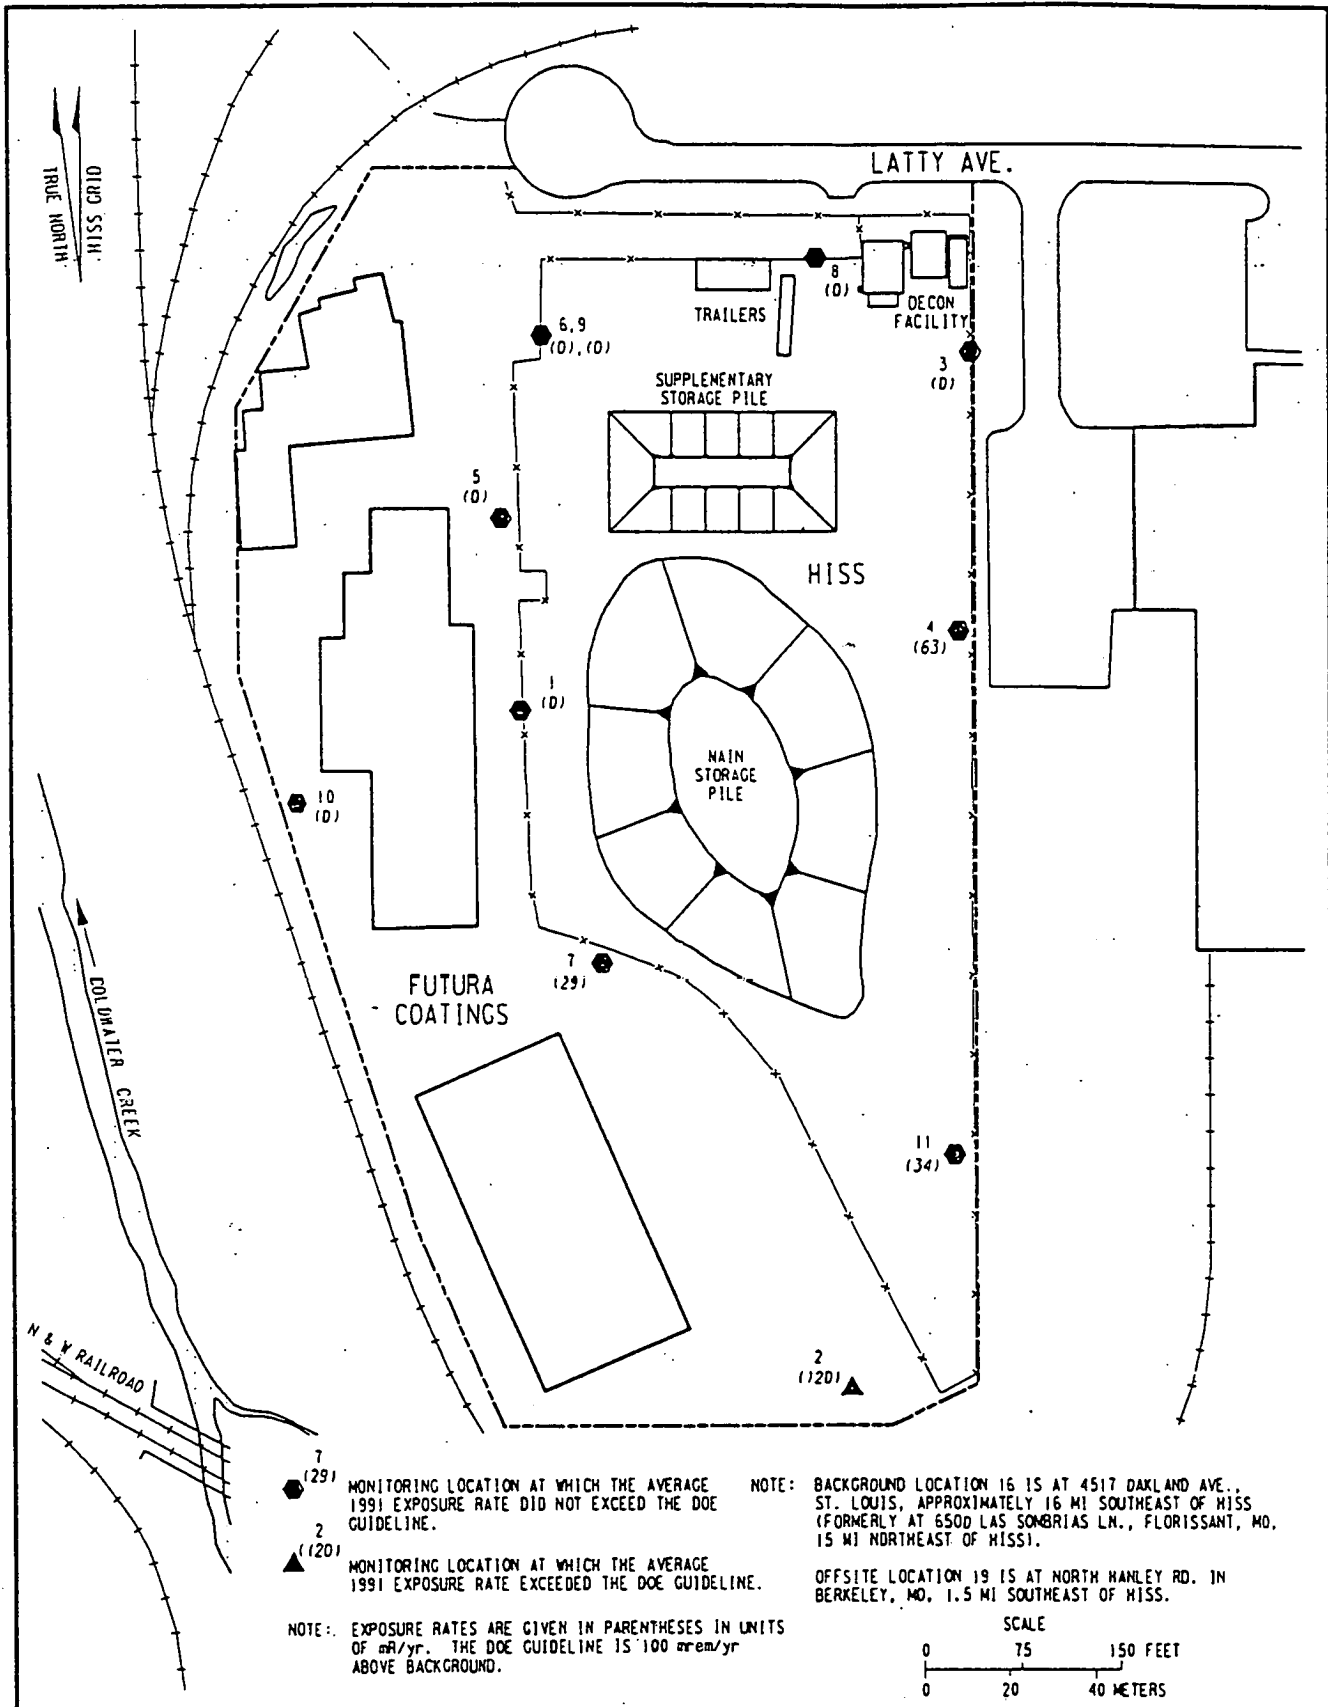 LATTY AVE.
TRUE NORTH
HISS GRID
8
(0)
TRAILERS
DECON
FACILITY
6,9
(0),(0)
3
(0)
SUPPLEMENTARY
STORAGE PILE
5
(0)
HISS
4
(63)
1
(0)
MAIN
STORAGE
PILE
10
(0)
7
(29)
FUTURA
COATINGS
COLDWATER CREEK
11
(34)
N & W RAILROAD
2
(120)
7
(29)
MONITORING LOCATION AT WHICH THE AVERAGE
1991 EXPOSURE RATE DID NOT EXCEED THE DOE
GUIDELINE.
2
(120)
MONITORING LOCATION AT WHICH THE AVERAGE
1991 EXPOSURE RATE EXCEEDED THE DOE GUIDELINE.
NOTE: EXPOSURE RATES ARE GIVEN IN PARENTHESES IN UNITS
OF mR/yr. THE DOE GUIDELINE IS 100 mrem/yr
ABOVE BACKGROUND.
NOTE: BACKGROUND LOCATION 16 IS AT 4517 OAKLAND AVE.,
ST. LOUIS, APPROXIMATELY 16 MI SOUTHEAST OF HISS
(FORMERLY AT 6500 LAS SOMBRIAS LN., FLORISSANT, MO,
15 MI NORTHEAST OF HISS).
OFFSITE LOCATION 19 IS AT NORTH HANLEY RD. IN
BERKELEY, MO, 1.5 MI SOUTHEAST OF HISS.
SCALE
0 75 150 FEET
0 20 40 METERS